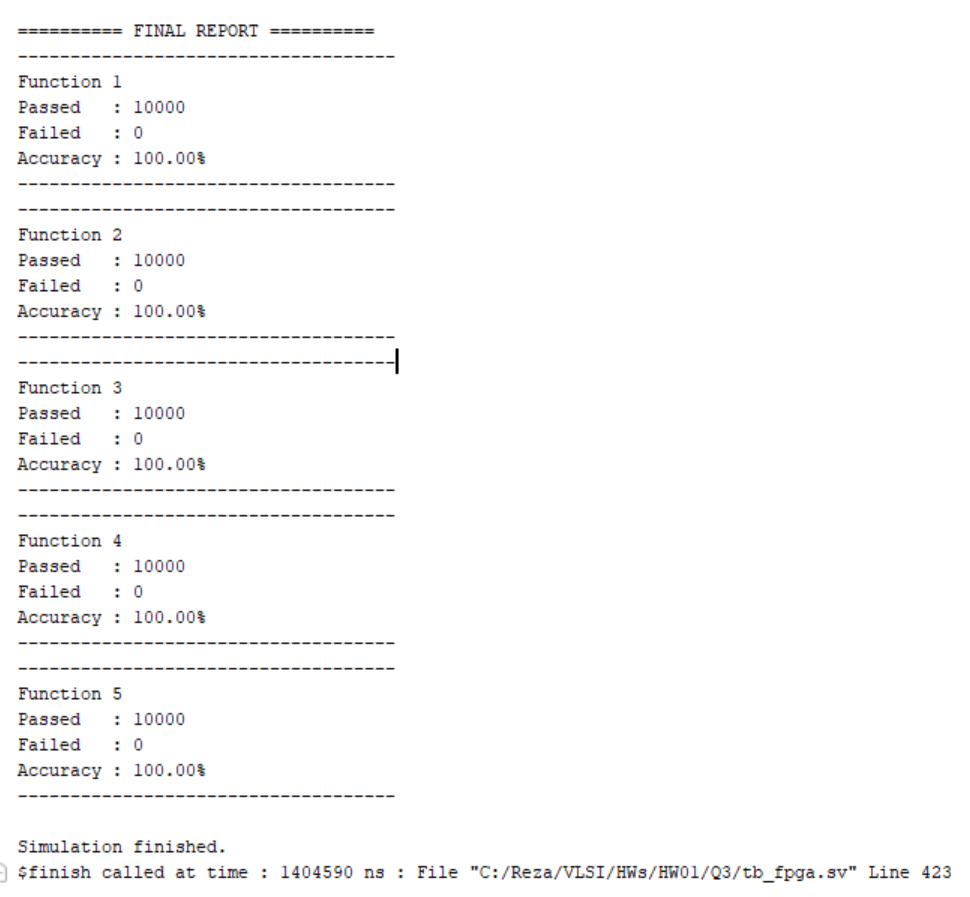 ========== FINAL REPORT ==========
------------------------------------
Function 1
Passed   : 10000
Failed   : 0
Accuracy : 100.00%
------------------------------------
------------------------------------
Function 2
Passed   : 10000
Failed   : 0
Accuracy : 100.00%
------------------------------------
------------------------------------
Function 3
Passed   : 10000
Failed   : 0
Accuracy : 100.00%
------------------------------------
------------------------------------
Function 4
Passed   : 10000
Failed   : 0
Accuracy : 100.00%
------------------------------------
------------------------------------
Function 5
Passed   : 10000
Failed   : 0
Accuracy : 100.00%
------------------------------------
Simulation finished.
$finish called at time : 1404590 ns : File "C:/Reza/VLSI/HWs/HW01/Q3/tb_fpga.sv" Line 423